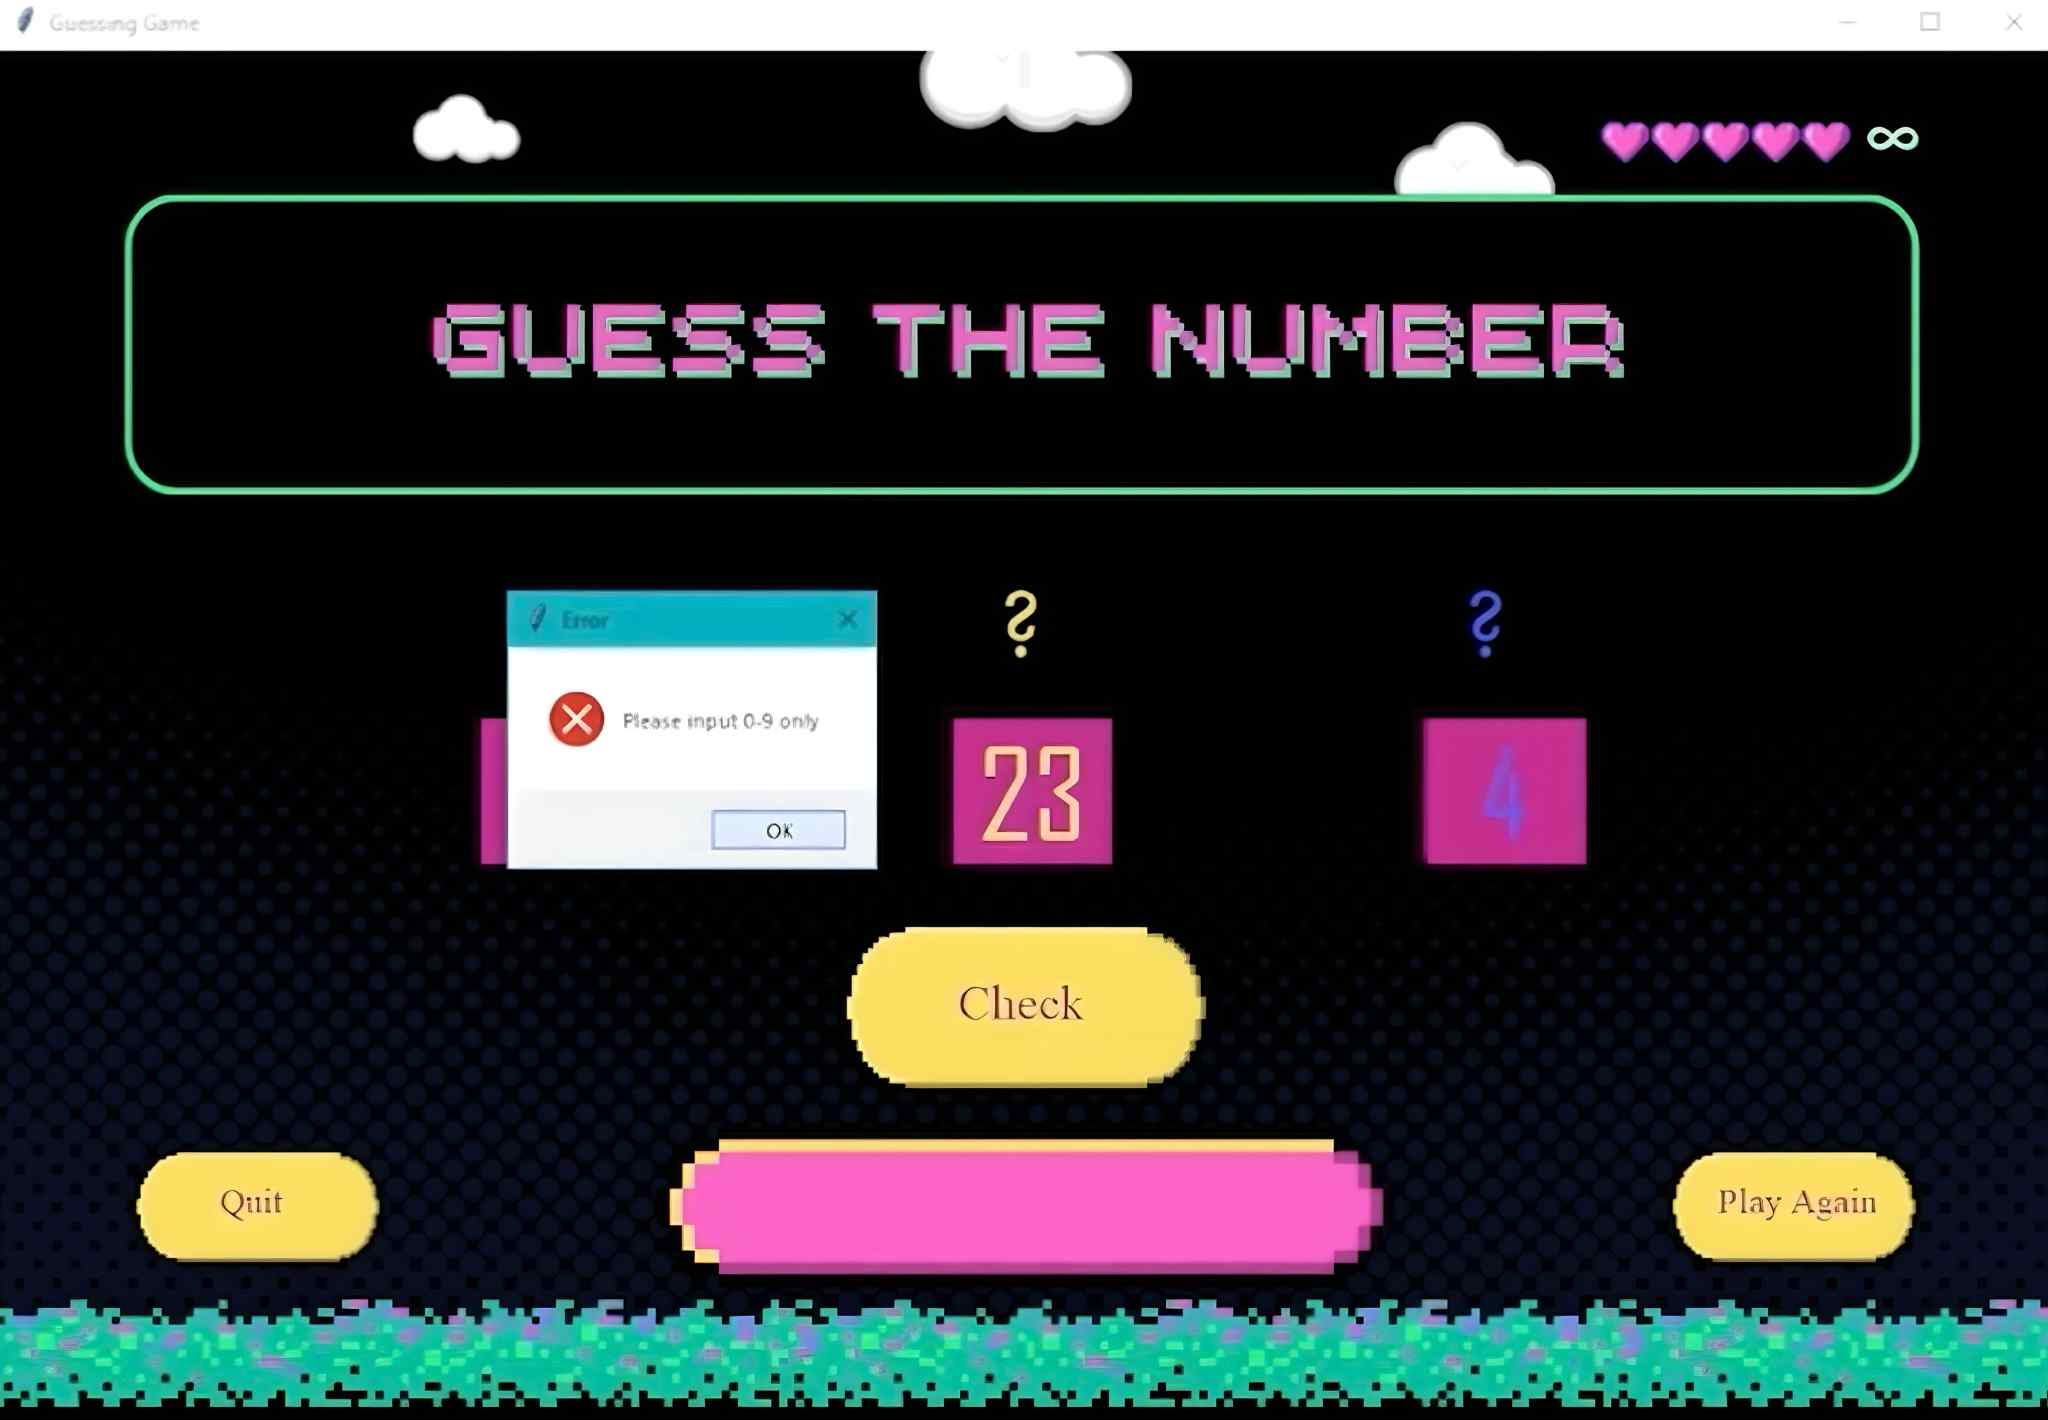 Guessing Game
∞
GUESS THE NUMBER
Error
? ?
Please input 0-9 only
23 4
OK
Check
Quit
Play Again